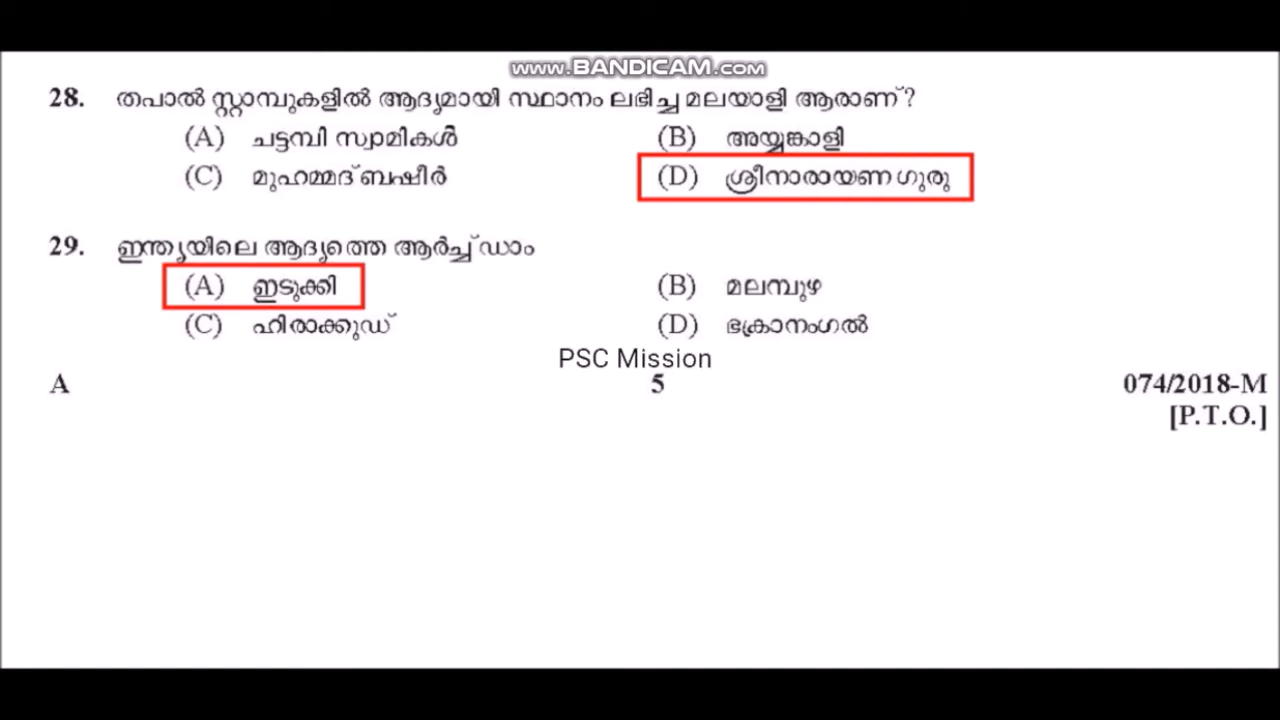 www.BANDICAM.com
28. തപാൽ സ്റ്റാമ്പുകളിൽ ആദ്യമായി സ്ഥാനം ലഭിച്ച മലയാളി ആരാണ് ?
(A) ചട്ടമ്പി സ്വാമികൾ (B) അയ്യങ്കാളി
(C) മുഹമ്മദ് ബഷീർ (D) ശ്രീനാരായണ ഗുരു
29. ഇന്ത്യയിലെ ആദ്യത്തെ ആർച്ച് ഡാം
(A) ഇടുക്കി (B) മലമ്പുഴ
(C) ഹിരാക്കുഡ് (D) ഭക്രാനംഗൽ
PSC Mission
A 5 074/2018-M
[P.T.O.]